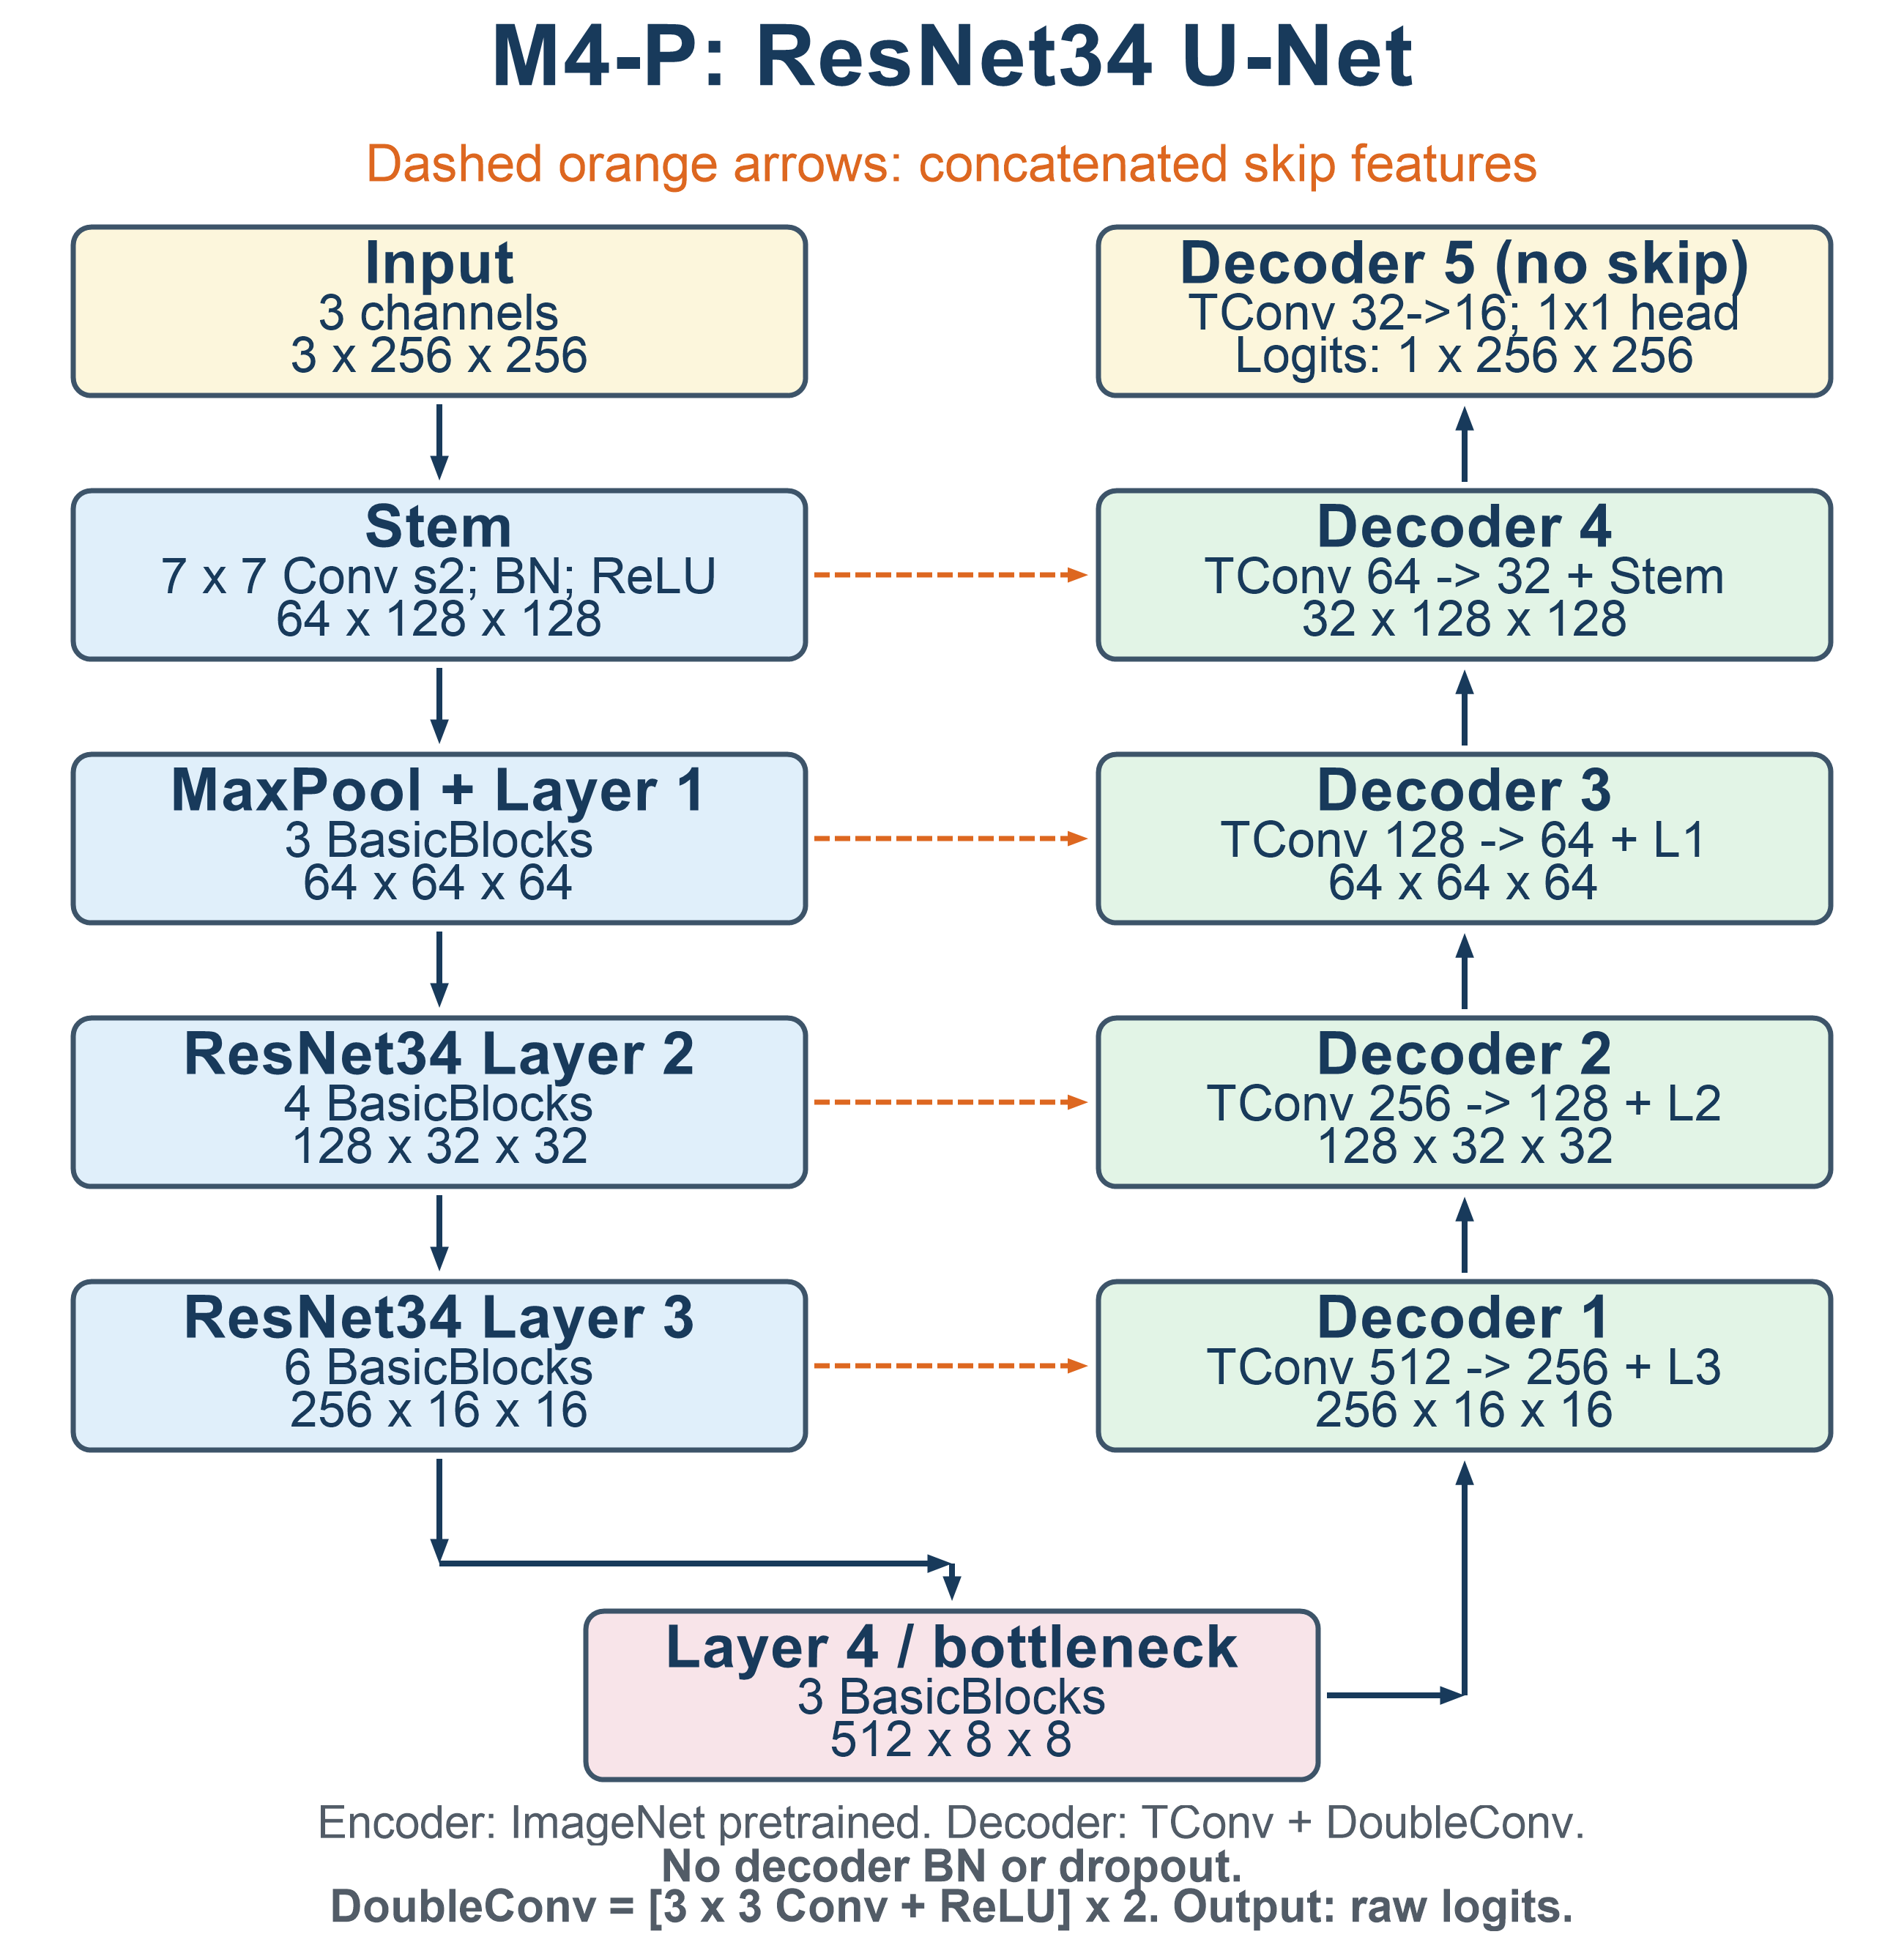 M4-P: ResNet34 U-Net
Dashed orange arrows: concatenated skip features
Input
3 channels
3 x 256 x 256
Stem
7 x 7 Conv s2; BN; ReLU
64 x 128 x 128
MaxPool + Layer 1
3 BasicBlocks
64 x 64 x 64
ResNet34 Layer 2
4 BasicBlocks
128 x 32 x 32
ResNet34 Layer 3
6 BasicBlocks
256 x 16 x 16
Layer 4 / bottleneck
3 BasicBlocks
512 x 8 x 8
Decoder 1
TConv 512 -> 256 + L3
256 x 16 x 16
Decoder 2
TConv 256 -> 128 + L2
128 x 32 x 32
Decoder 3
TConv 128 -> 64 + L1
64 x 64 x 64
Decoder 4
TConv 64 -> 32 + Stem
32 x 128 x 128
Decoder 5 (no skip)
TConv 32->16; 1x1 head
Logits: 1 x 256 x 256
Encoder: ImageNet pretrained. Decoder: TConv + DoubleConv.
No decoder BN or dropout.
DoubleConv = [3 x 3 Conv + ReLU] x 2. Output: raw logits.